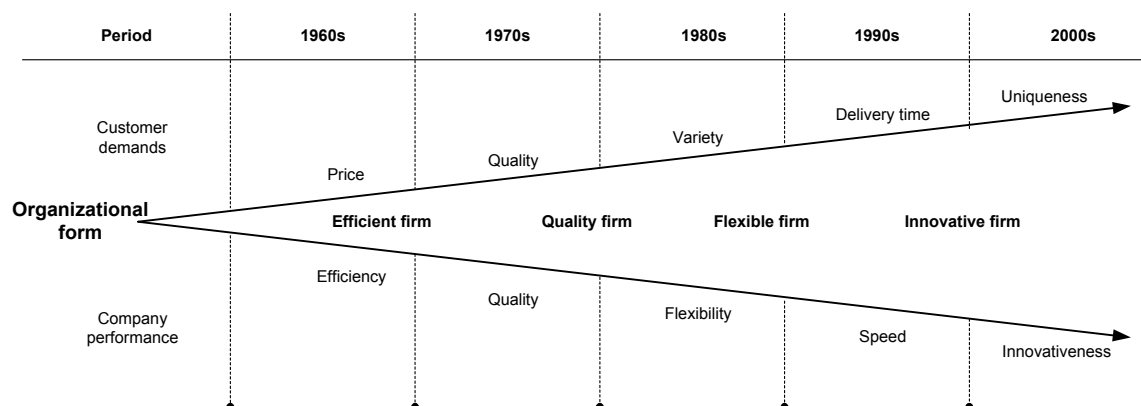 Period 1960s 1970s 1980s 1990s 2000s
Uniqueness
Delivery time
Customer
demands
Variety
Quality
Price
Organizational
form
Efficient firm Quality firm Flexible firm Innovative firm
Efficiency
Quality
Flexibility
Company
performance
Speed
Innovativeness